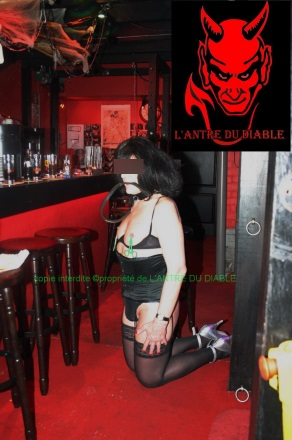 L'ANTRE DU DIABLE
Copie interdite ©propriété de L'ANTRE DU DIABLE